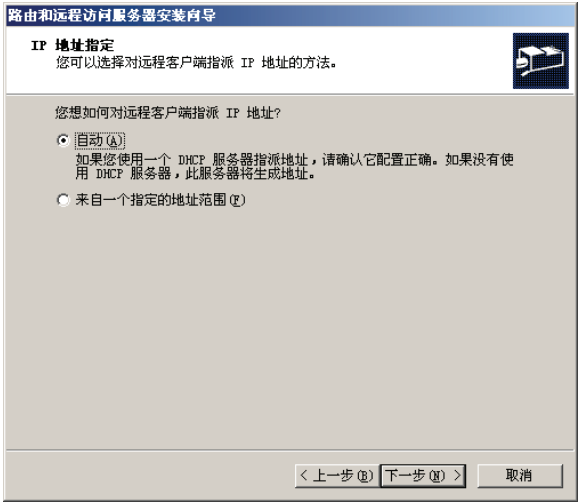 路由和远程访问服务器安装向导
IP 地址指定
您可以选择对远程客户端指派 IP 地址的方法。
您想如何对远程客户端指派 IP 地址?
自动(A)
如果您使用一个 DHCP 服务器指派地址，请确认它配置正确。如果没有使
用 DHCP 服务器，此服务器将生成地址。
来自一个指定的地址范围(F)
< 上一步(B)
下一步(N) >
取消